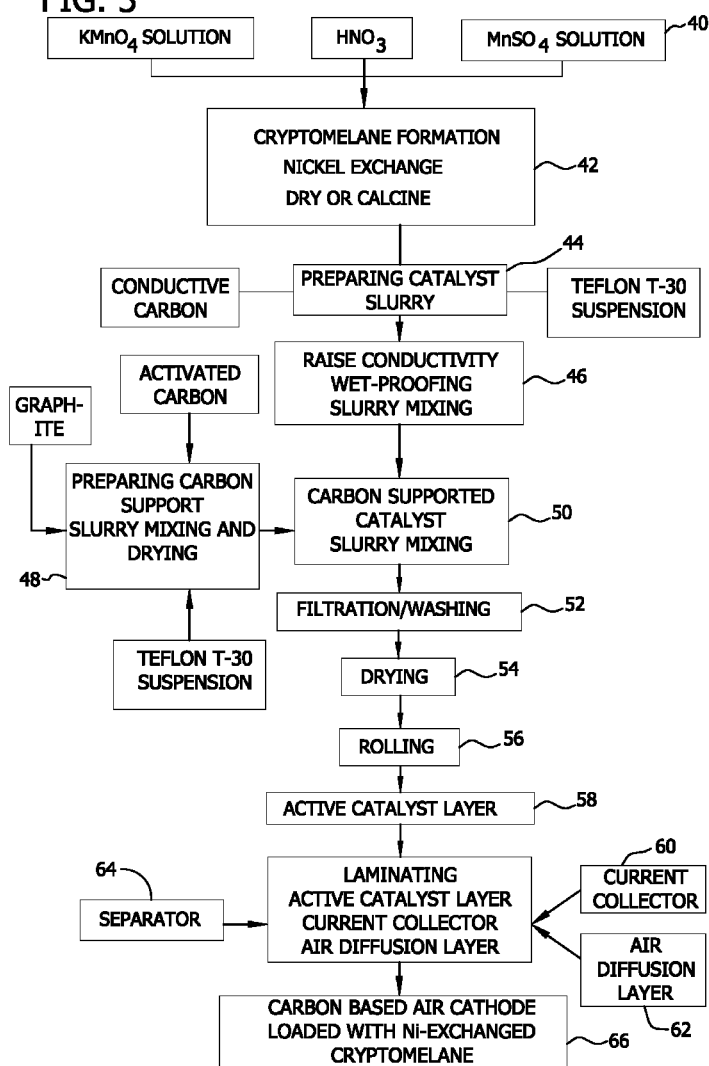 FIG. 3
KMnO4 SOLUTION
HNO3
MnSO4 SOLUTION
40
CRYPTOMELANE FORMATION
NICKEL EXCHANGE
DRY OR CALCINE
42
44
CONDUCTIVE
CARBON
PREPARING CATALYST
SLURRY
TEFLON T-30
SUSPENSION
RAISE CONDUCTIVITY
WET-PROOFING
SLURRY MIXING
46
ACTIVATED
CARBON
GRAPH-
ITE
PREPARING CARBON
SUPPORT
SLURRY MIXING AND
DRYING
48
CARBON SUPPORTED
CATALYST
SLURRY MIXING
50
FILTRATION/WASHING
52
TEFLON T-30
SUSPENSION
DRYING
54
ROLLING
56
ACTIVE CATALYST LAYER
58
64
SEPARATOR
LAMINATING
ACTIVE CATALYST LAYER
CURRENT COLLECTOR
AIR DIFFUSION LAYER
60
CURRENT
COLLECTOR
AIR
DIFFUSION
LAYER
62
CARBON BASED AIR CATHODE
LOADED WITH Ni-EXCHANGED
CRYPTOMELANE
66